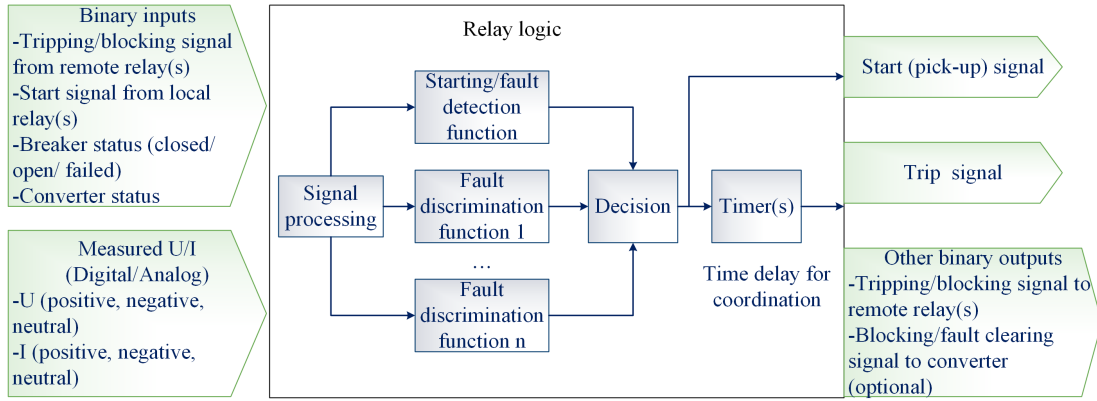 Binary inputs
-Tripping/blocking signal
from remote relay(s)
-Start signal from local
relay(s)
-Breaker status (closed/
open/ failed)
-Converter status
Measured U/I
(Digital/Analog)
-U (positive, negative,
neutral)
-I (positive, negative,
neutral)
Relay logic
Signal
processing
Starting/fault
detection
function
Fault
discrimination
function 1
...
Fault
discrimination
function n
Decision
Timer(s)
Time delay for
coordination
Start (pick-up) signal
Trip signal
Other binary outputs
-Tripping/blocking signal to
remote relay(s)
-Blocking/fault clearing
signal to converter
(optional)